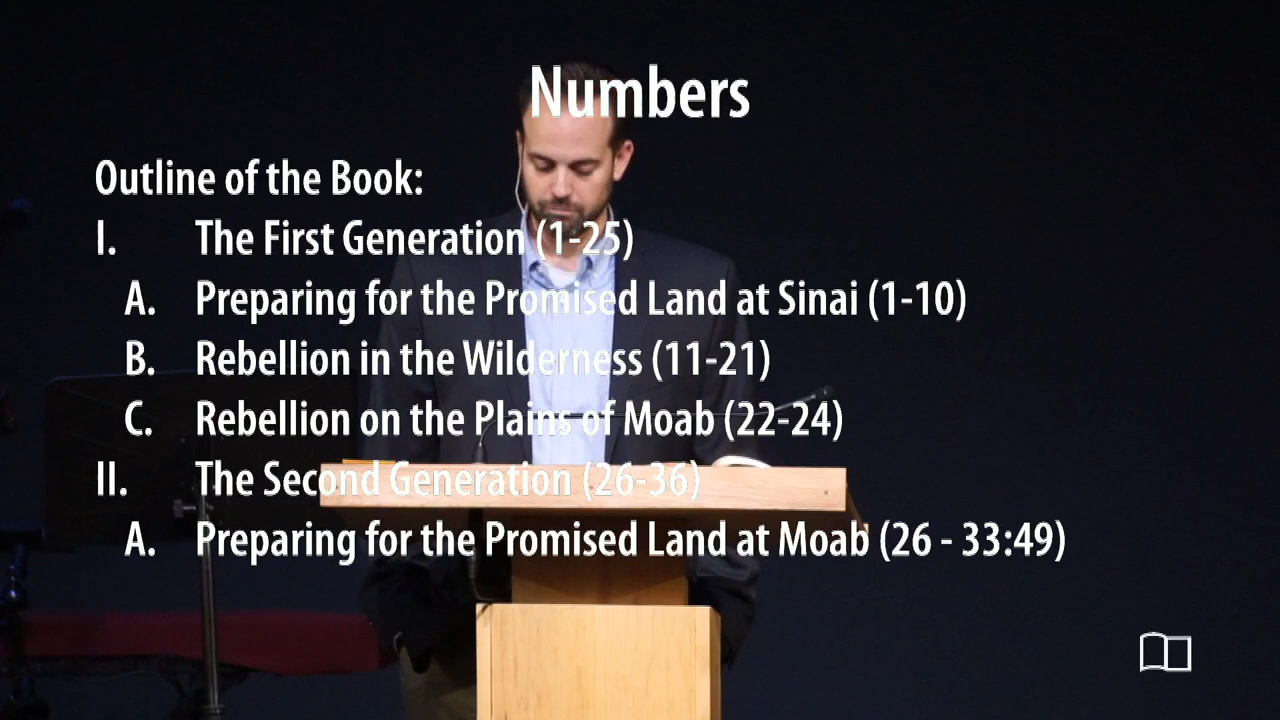 Numbers
Outline of the Book:
I. The First Generation (1-25)
A. Preparing for the Promised Land at Sinai (1-10)
B. Rebellion in the Wilderness (11-21)
C. Rebellion on the Plains of Moab (22-24)
II. The Second Generation (26-36)
A. Preparing for the Promised Land at Moab (26 - 33:49)